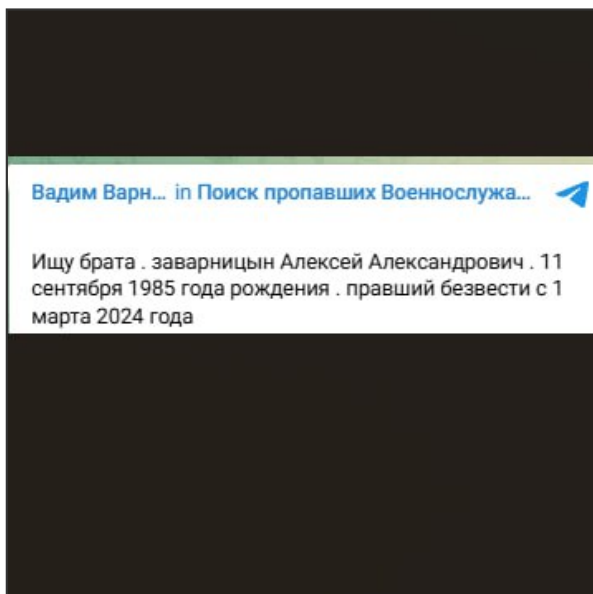 Вадим Варн... in Поиск пропавших Военнослужа...
Ищу брата . заварницын Алексей Александрович . 11
сентября 1985 года рождения . правший безвести с 1
марта 2024 года